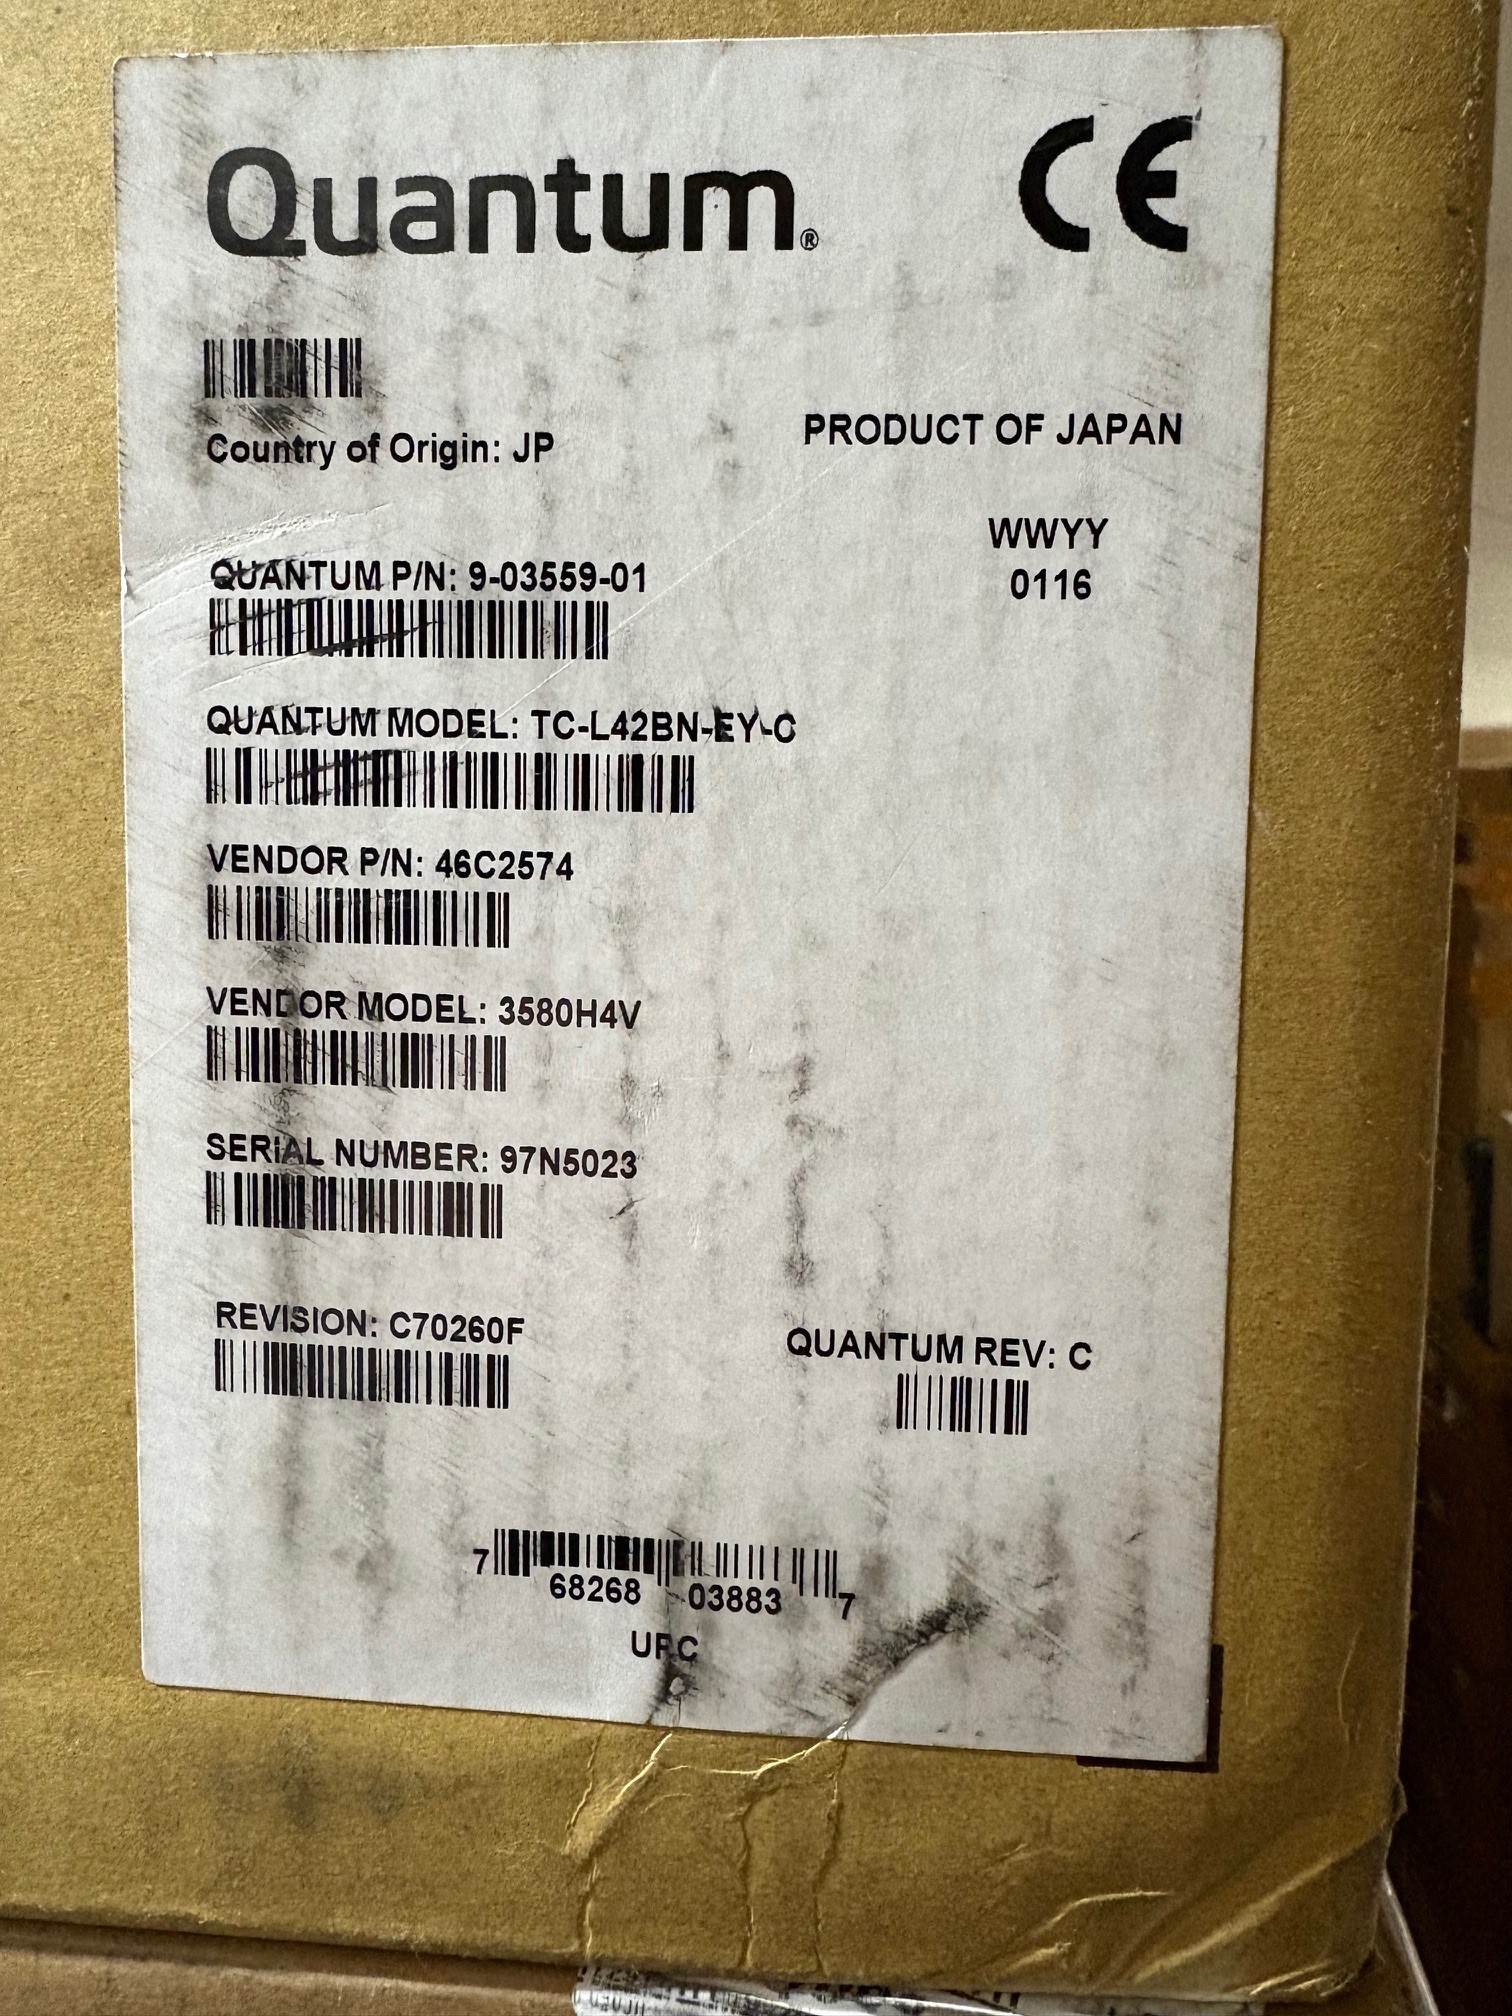 Quantum®
CE
Country of Origin: JP
PRODUCT OF JAPAN
WWYY
0116
QUANTUM P/N: 9-03559-01
QUANTUM MODEL: TC-L42BN-EY-C
VENDOR P/N: 46C2574
VENDOR MODEL: 3580H4V
SERIAL NUMBER: 97N5023
REVISION: C70260F
QUANTUM REV: C
7 68268 03883 7
UPC